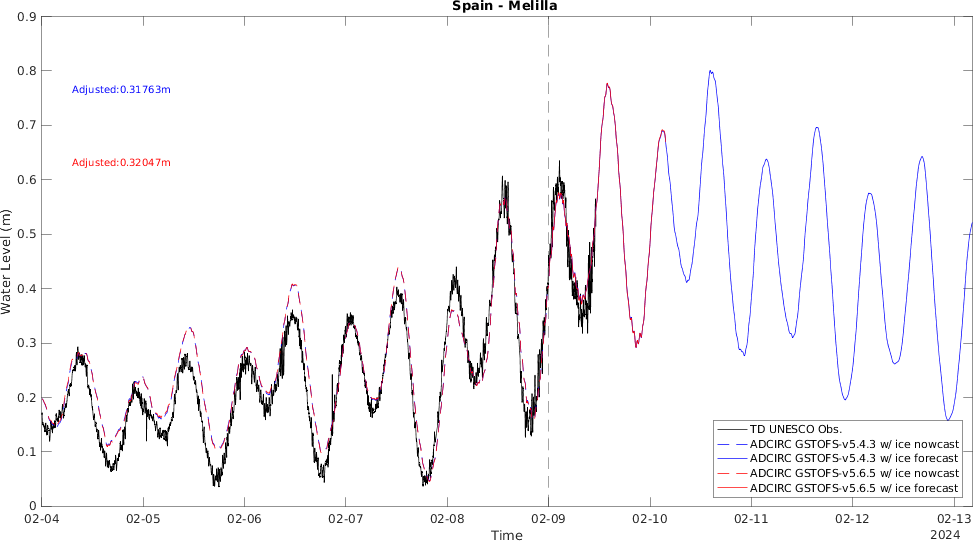 Spain - Melilla
0.9
0.8
0.7
0.6
0.5
0.4
0.3
0.2
0.1
0
Water Level (m)
Adjusted:0.31763m
Adjusted:0.32047m
TD UNESCO Obs.
ADCIRC GSTOFS-v5.4.3 w/ ice nowcast
ADCIRC GSTOFS-v5.4.3 w/ ice forecast
ADCIRC GSTOFS-v5.6.5 w/ ice nowcast
ADCIRC GSTOFS-v5.6.5 w/ ice forecast
02-04 02-05 02-06 02-07 02-08 02-09 02-10 02-11 02-12 02-13
Time
2024